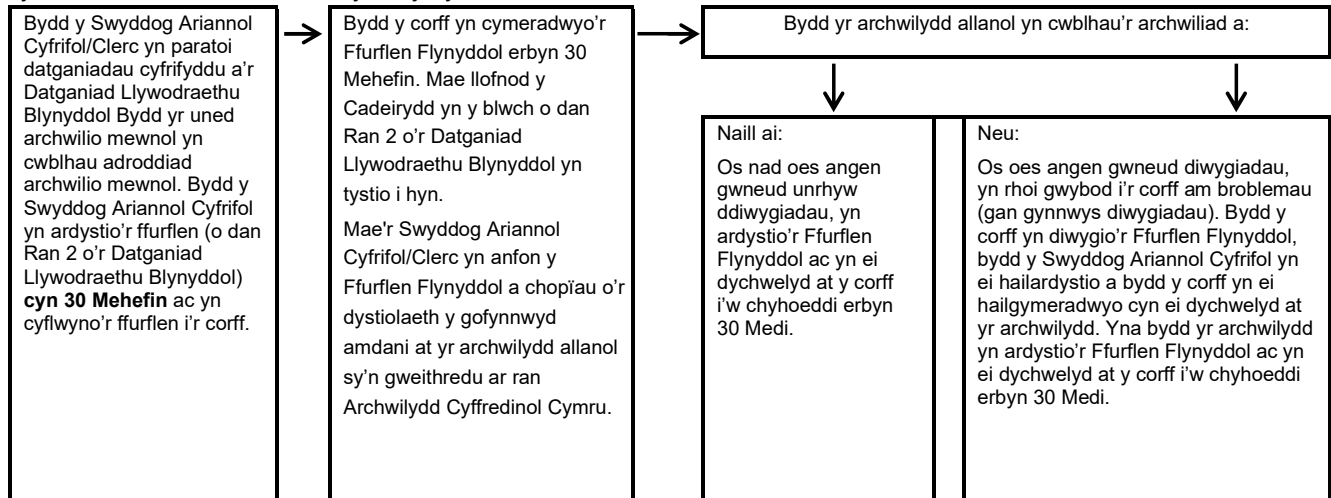 Bydd y Swyddog Ariannol
Cyfrifol/Clerc yn paratoi
datganiadau cyfrifyddu a'r
Datganiad Llywodraethu
Blynyddol Bydd yr uned
archwilio mewnol yn
cwblhau adroddiad
archwilio mewnol. Bydd y
Swyddog Ariannol Cyfrifol
yn ardystio'r ffurflen (o dan
Ran 2 o'r Datganiad
Llywodraethu Blynyddol)
cyn 30 Mehefin ac yn
cyflwyno'r ffurflen i'r corff.
Bydd y corff yn cymeradwyo'r
Ffurflen Flynyddol erbyn 30
Mehefin. Mae llofnod y
Cadeirydd yn y blwch o dan
Ran 2 o'r Datganiad
Llywodraethu Blynyddol yn
tystio i hyn.
Mae'r Swyddog Ariannol
Cyfrifol/Clerc yn anfon y
Ffurflen Flynyddol a chopïau o'r
dystiolaeth y gofynnwyd
amdani at yr archwilydd allanol
sy'n gweithredu ar ran
Archwilydd Cyffredinol Cymru.
Bydd yr archwilydd allanol yn cwblhau'r archwiliad a:
Naill ai:
Os nad oes angen
gwneud unrhyw
ddiwygiadau, yn
ardystio'r Ffurflen
Flynyddol ac yn ei
dychwelyd at y corff
i'w chyhoeddi erbyn
30 Medi.
Neu:
Os oes angen gwneud diwygiadau,
yn rhoi gwybod i'r corff am broblemau
(gan gynnwys diwygiadau). Bydd y
corff yn diwygio'r Ffurflen Flynyddol,
bydd y Swyddog Ariannol Cyfrifol yn
ei hailardystio a bydd y corff yn ei
hailgymeradwyo cyn ei dychwelyd at
yr archwilydd. Yna bydd yr archwilydd
yn ardystio'r Ffurflen Flynyddol ac yn
ei dychwelyd at y corff i'w chyhoeddi
erbyn 30 Medi.